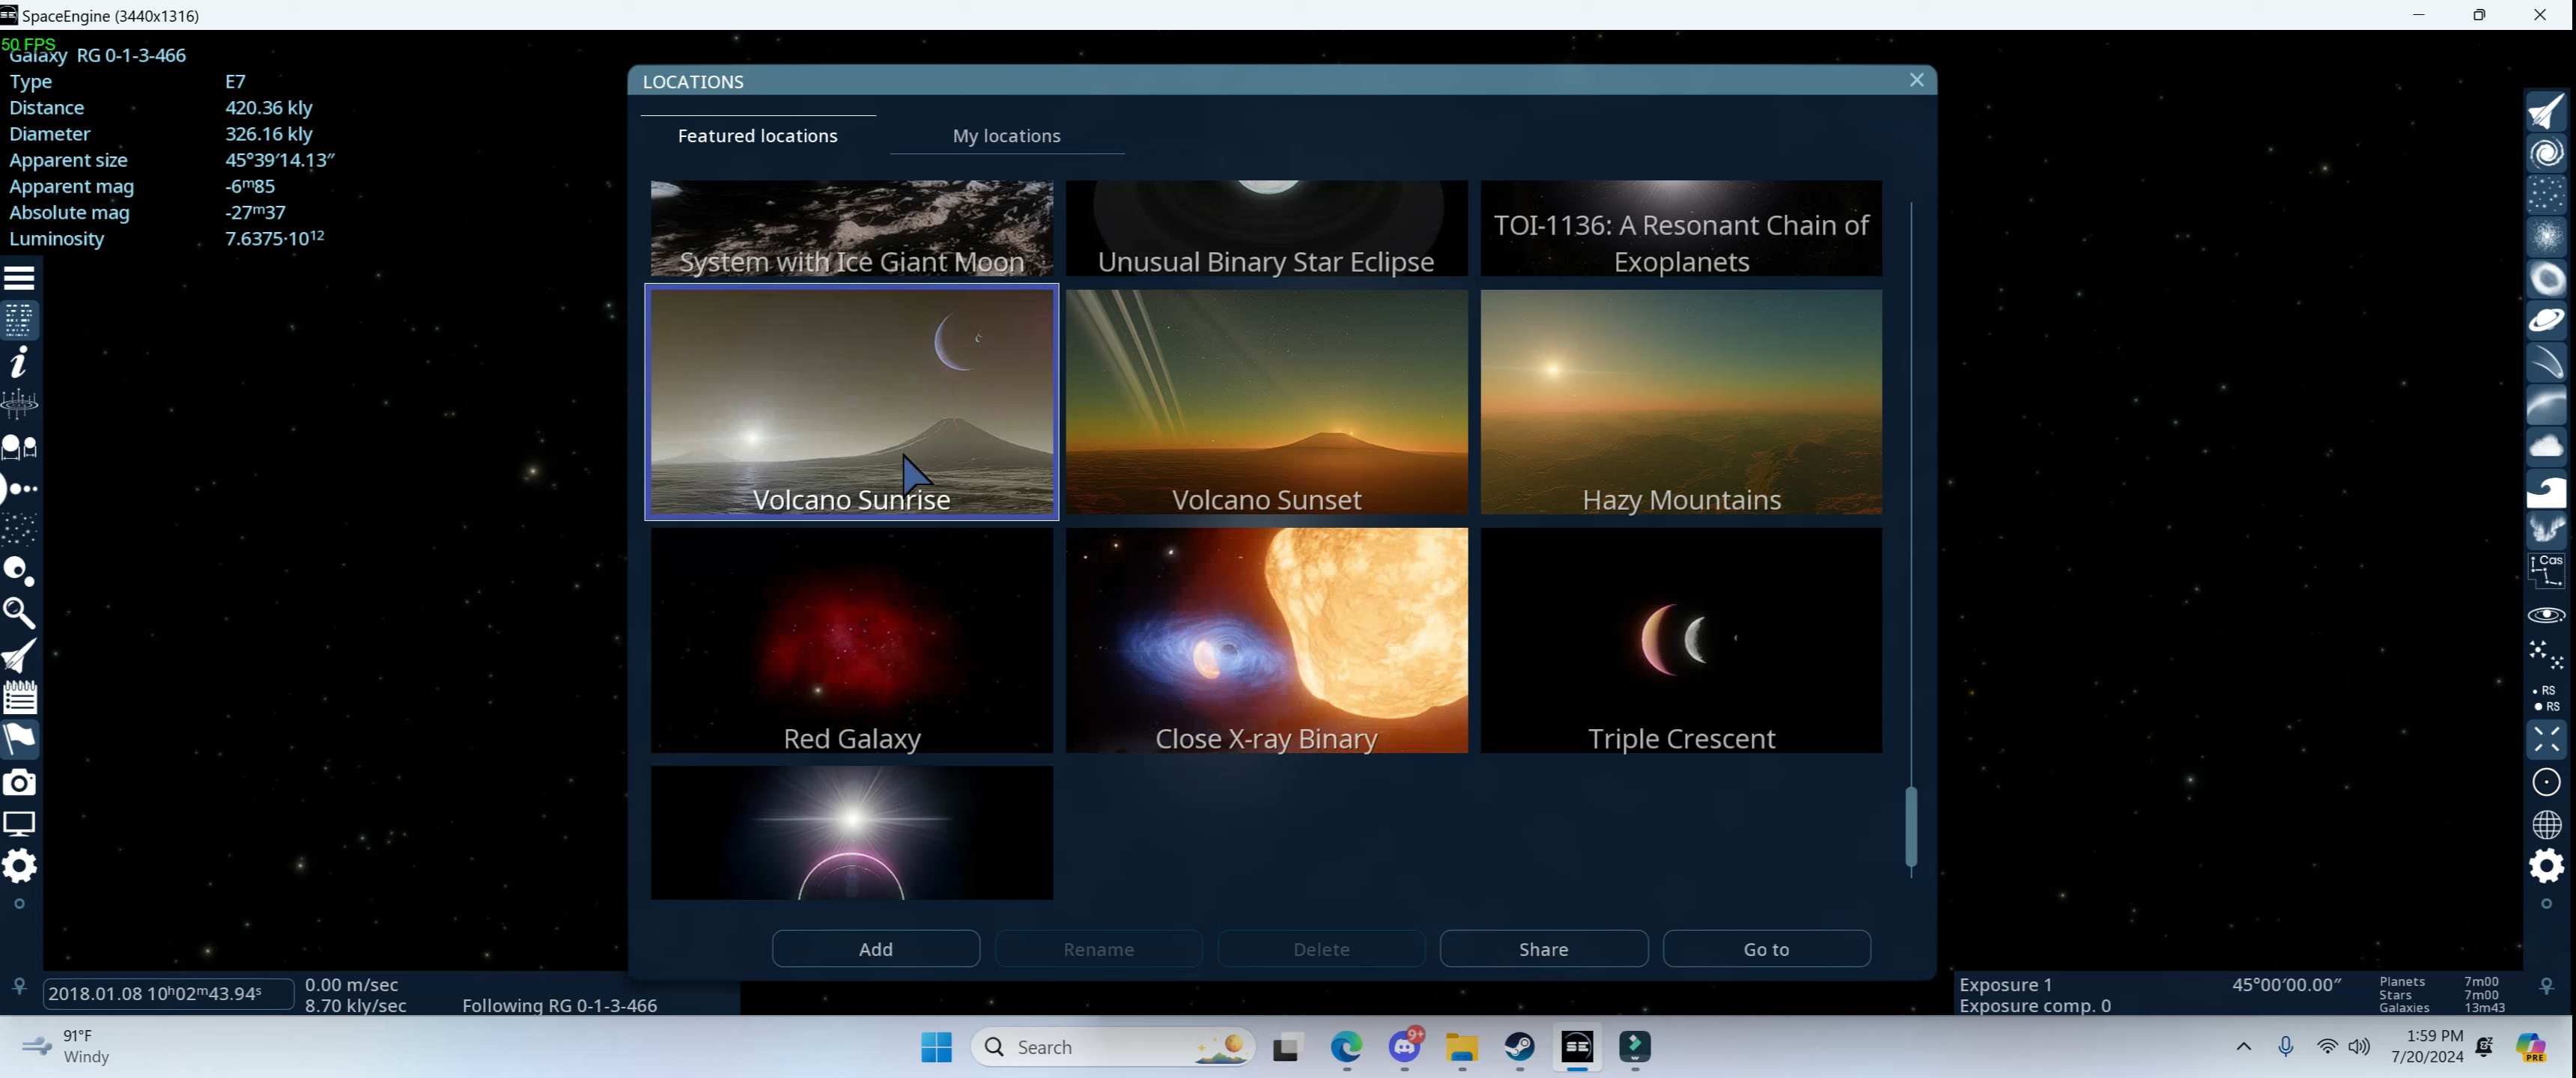 SpaceEngine (3440x1316)
50 FPS
Galaxy RG 0-1-3-466
Type E7
Distance 420.36 kly
Diameter 326.16 kly
Apparent size 45°39′14.13″
Apparent mag -6ᵐ85
Absolute mag -27ᵐ37
Luminosity 7.6375·10¹²
LOCATIONS
Featured locations My locations
System with Ice Giant Moon
Unusual Binary Star Eclipse
TOI-1136: A Resonant Chain of
Exoplanets
Volcano Sunrise
Volcano Sunset
Hazy Mountains
Red Galaxy
Close X-ray Binary
Triple Crescent
Add Rename Delete Share Go to
Cas
RS
RS
2018.01.08 10ʰ02ᵐ43.94ˢ
0.00 m/sec
8.70 kly/sec
Following RG 0-1-3-466
Exposure 1
Exposure comp. 0
45°00′00.00″
Planets 7m00
Stars 7m00
Galaxies 13m43
91°F
Windy
Search
9+
SE
1:59 PM
7/20/2024
PRE